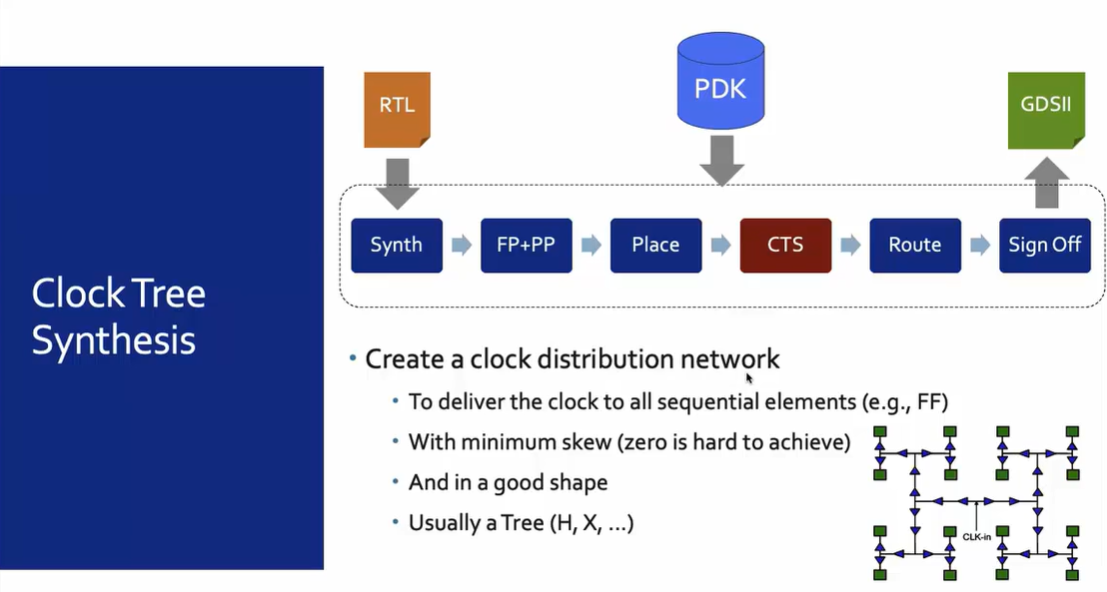 RTL
PDK
GDSII
Synth
FP+PP
Place
CTS
Route
Sign Off
Clock Tree
Synthesis
• Create a clock distribution network
• To deliver the clock to all sequential elements (e.g., FF)
• With minimum skew (zero is hard to achieve)
• And in a good shape
• Usually a Tree (H, X, ...)
CLK-in